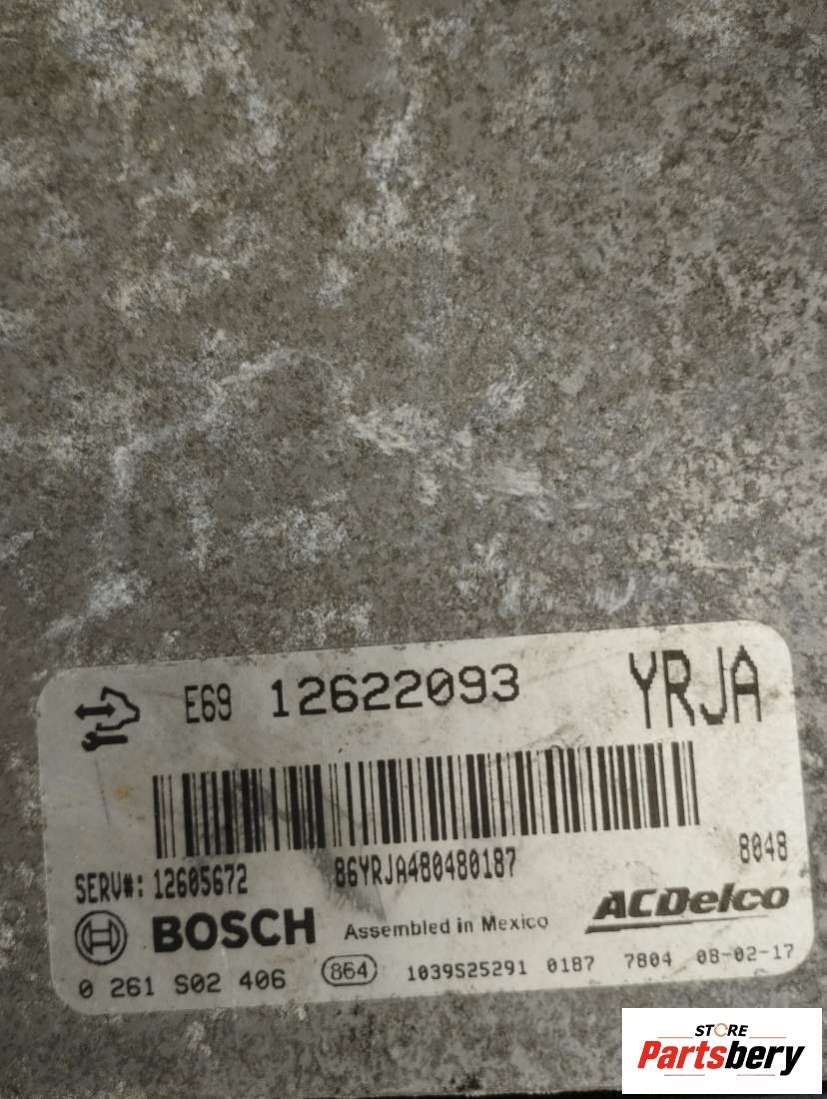 E69 12622093 YRJA
SERV#: 12605672 86YRJA480480187 8048
BOSCH Assembled in Mexico ACDelco
0 261 S02 406 864 1039S25291 0187 7804 08-02-17
STORE
Partsbery